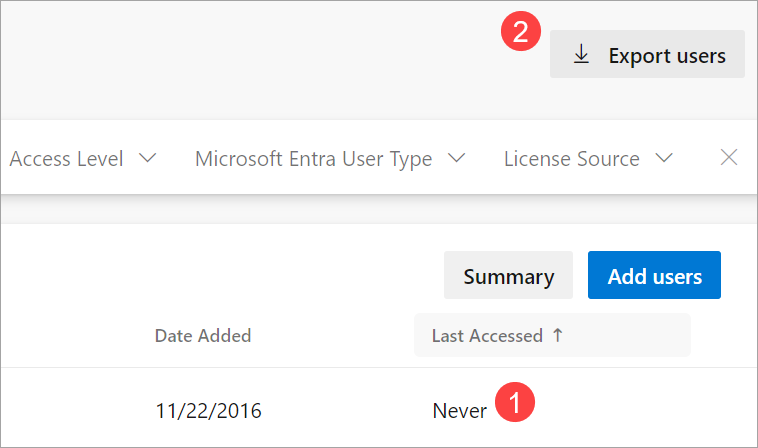 2 Export users
Access Level Microsoft Entra User Type License Source
Summary Add users
Date Added Last Accessed ↑
11/22/2016 Never 1